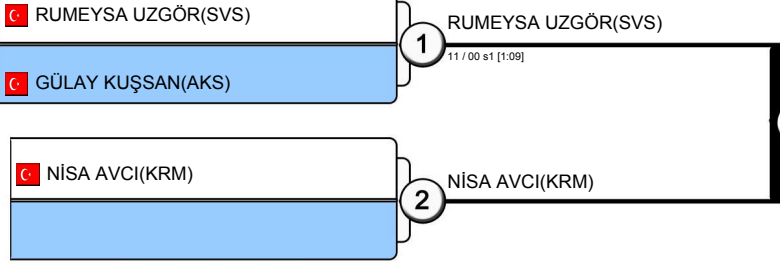 RUMEYSA UZGÖR(SVS)
GÜLAY KUŞSAN(AKS)
1
RUMEYSA UZGÖR(SVS)
11 / 00 s1 [1:09]
NİSA AVCI(KRM)
2
NİSA AVCI(KRM)